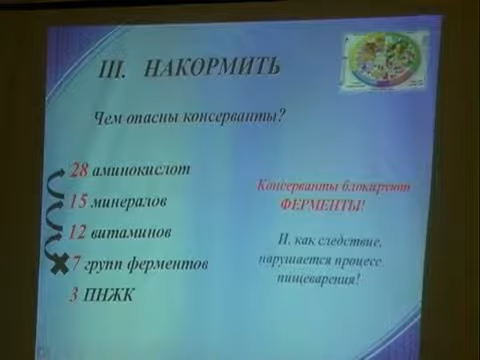 III. НАКОРМИТЬ
Чем опасны консерванты?
28 аминокислот
15 минералов
12 витаминов
7 групп ферментов
3 ПНЖК
Консерванты блокируют
ФЕРМЕНТЫ!
И, как следствие,
нарушается процесс
пищеварения!